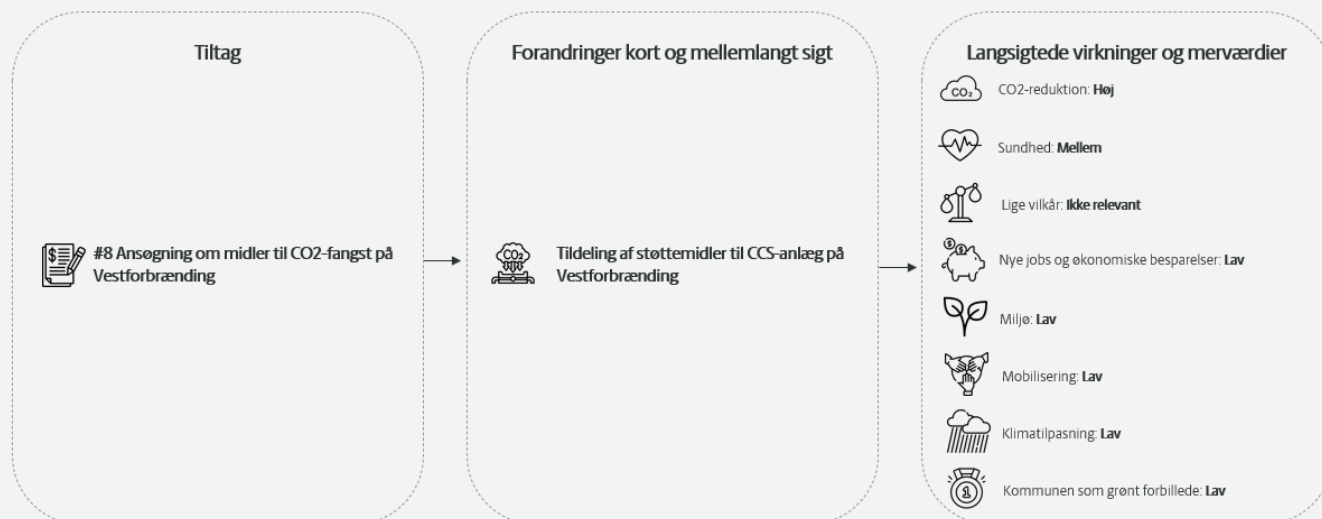 Tiltag
#8 Ansøgning om midler til CO2-fangst på
Vestforbrænding
Forandringer kort og mellemlangt sigt
CO₂
Tildeling af støttemidler til CCS-anlæg på
Vestforbrænding
Langsigtede virkninger og merværdier
CO₂
CO2-reduktion: Høj
Sundhed: Mellem
Lige vilkår: Ikke relevant
Nye jobs og økonomiske besparelser: Lav
Miljø: Lav
Mobilisering: Lav
Klimatilpasning: Lav
1
Kommunen som grønt forbillede: Lav